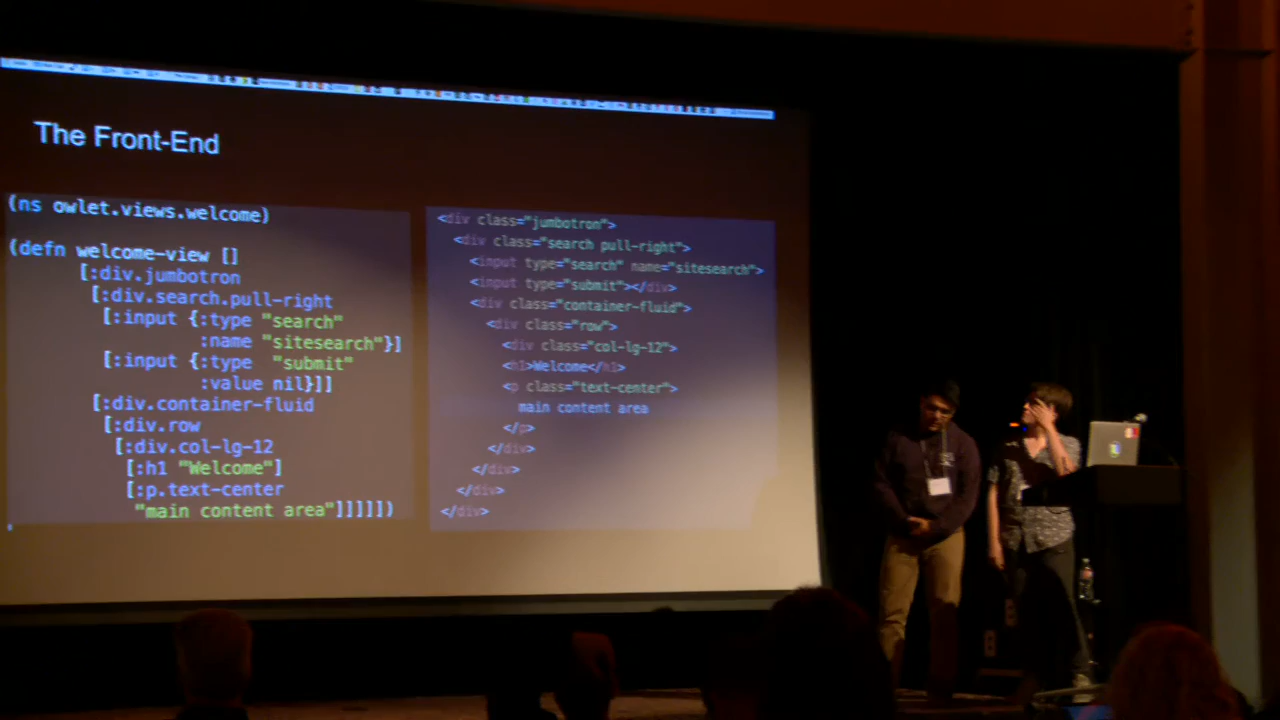 The Front-End
(ns owlet.views.welcome)
(defn welcome-view []
[:div.jumbotron
[:div.search.pull-right
[:input {:type "search"
:name "sitesearch"}]
[:input {:type "submit"
:value nil}]]
[:div.container-fluid
[:div.row
[:div.col-lg-12
[:h1 "Welcome"]
[:p.text-center
"main content area"]]]]])
<div class="jumbotron">
<div class="search pull-right">
<input type="search" name="sitesearch">
<input type="submit"></div>
<div class="container-fluid">
<div class="row">
<div class="col-lg-12">
<h1>Welcome</h1>
<p class="text-center">
main content area
</p>
</div>
</div>
</div>
</div>